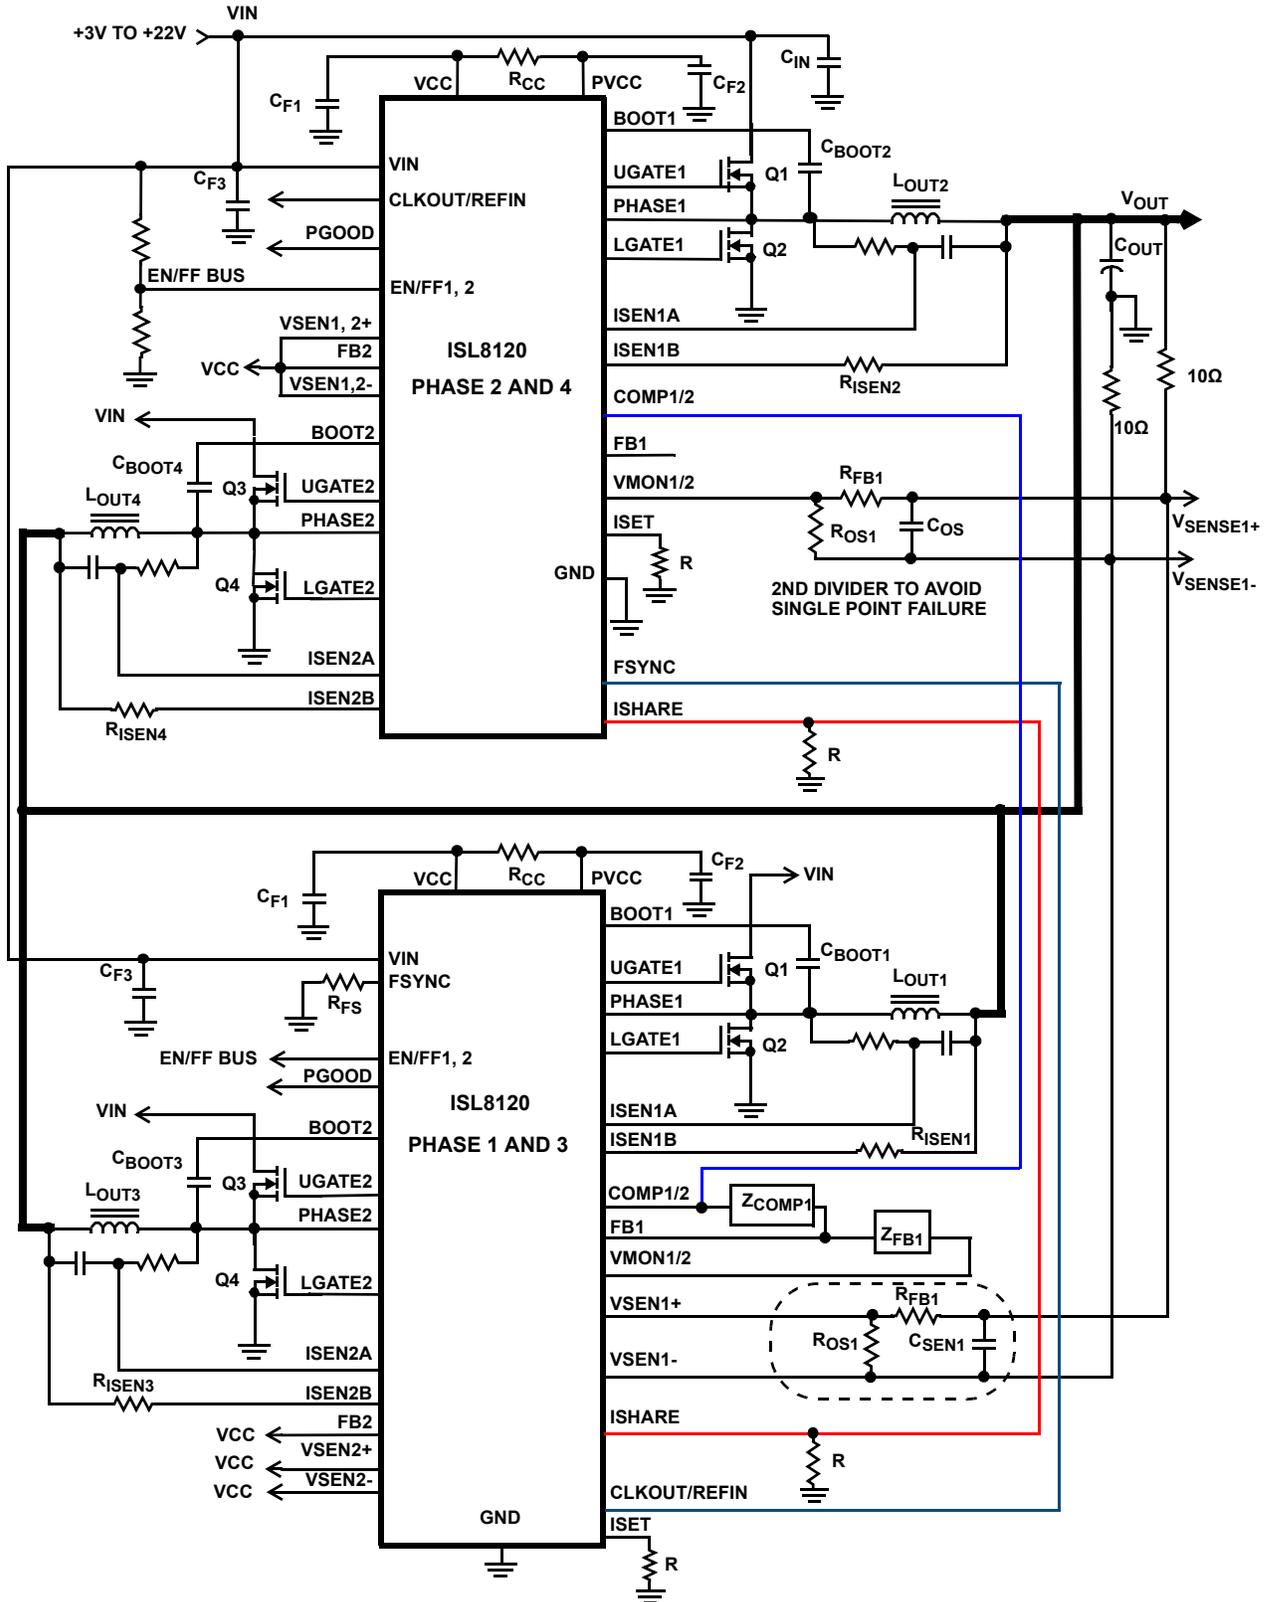 VIN
+3V TO +22V
CIN
VCC
RCC
PVCC
CF2
CF1
BOOT1
CBOOT2
VIN
UGATE1
Q1
CF3
CLKOUT/REFIN
LOUT2
VOUT
PHASE1
PGOOD
LGATE1
Q2
COUT
EN/FF BUS
EN/FF1, 2
VSEN1, 2+
ISEN1A
FB2
ISL8120
VCC
ISEN1B
VSEN1,2-
PHASE 2 AND 4
RISEN2
10Ω
COMP1/2
VIN
10Ω
BOOT2
FB1
CBOOT4
RFB1
Q3
UGATE2
VMON1/2
LOUT4
PHASE2
ISET
ROS1
COS
VSENSE1+
R
GND
Q4
LGATE2
VSENSE1-
2ND DIVIDER TO AVOID
SINGLE POINT FAILURE
ISEN2A
FSYNC
ISEN2B
ISHARE
RISEN4
R
VCC
RCC
PVCC
CF2
VIN
CF1
BOOT1
CBOOT1
VIN
UGATE1
Q1
CF3
FSYNC
LOUT1
RFS
PHASE1
LGATE1
Q2
EN/FF BUS
EN/FF1, 2
PGOOD
ISL8120
VIN
ISEN1A
BOOT2
PHASE 1 AND 3
ISEN1B
RISEN1
CBOOT3
Q3
UGATE2
LOUT3
COMP1/2
ZCOMP1
PHASE2
FB1
ZFB1
VMON1/2
Q4
LGATE2
VSEN1+
RFB1
ROS1
CSEN1
ISEN2A
VSEN1-
RISEN3
ISEN2B
FB2
ISHARE
VCC
VSEN2+
VCC
R
VSEN2-
VCC
CLKOUT/REFIN
GND
ISET
R